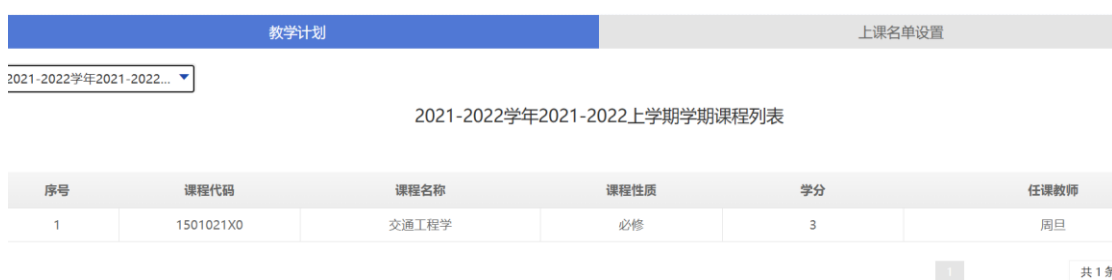 教学计划 上课名单设置
2021-2022学年2021-2022...
2021-2022学年2021-2022上学期学期课程列表
序号 课程代码 课程名称 课程性质 学分 任课教师
1 1501021X0 交通工程学 必修 3 周旦
1 共 1 条